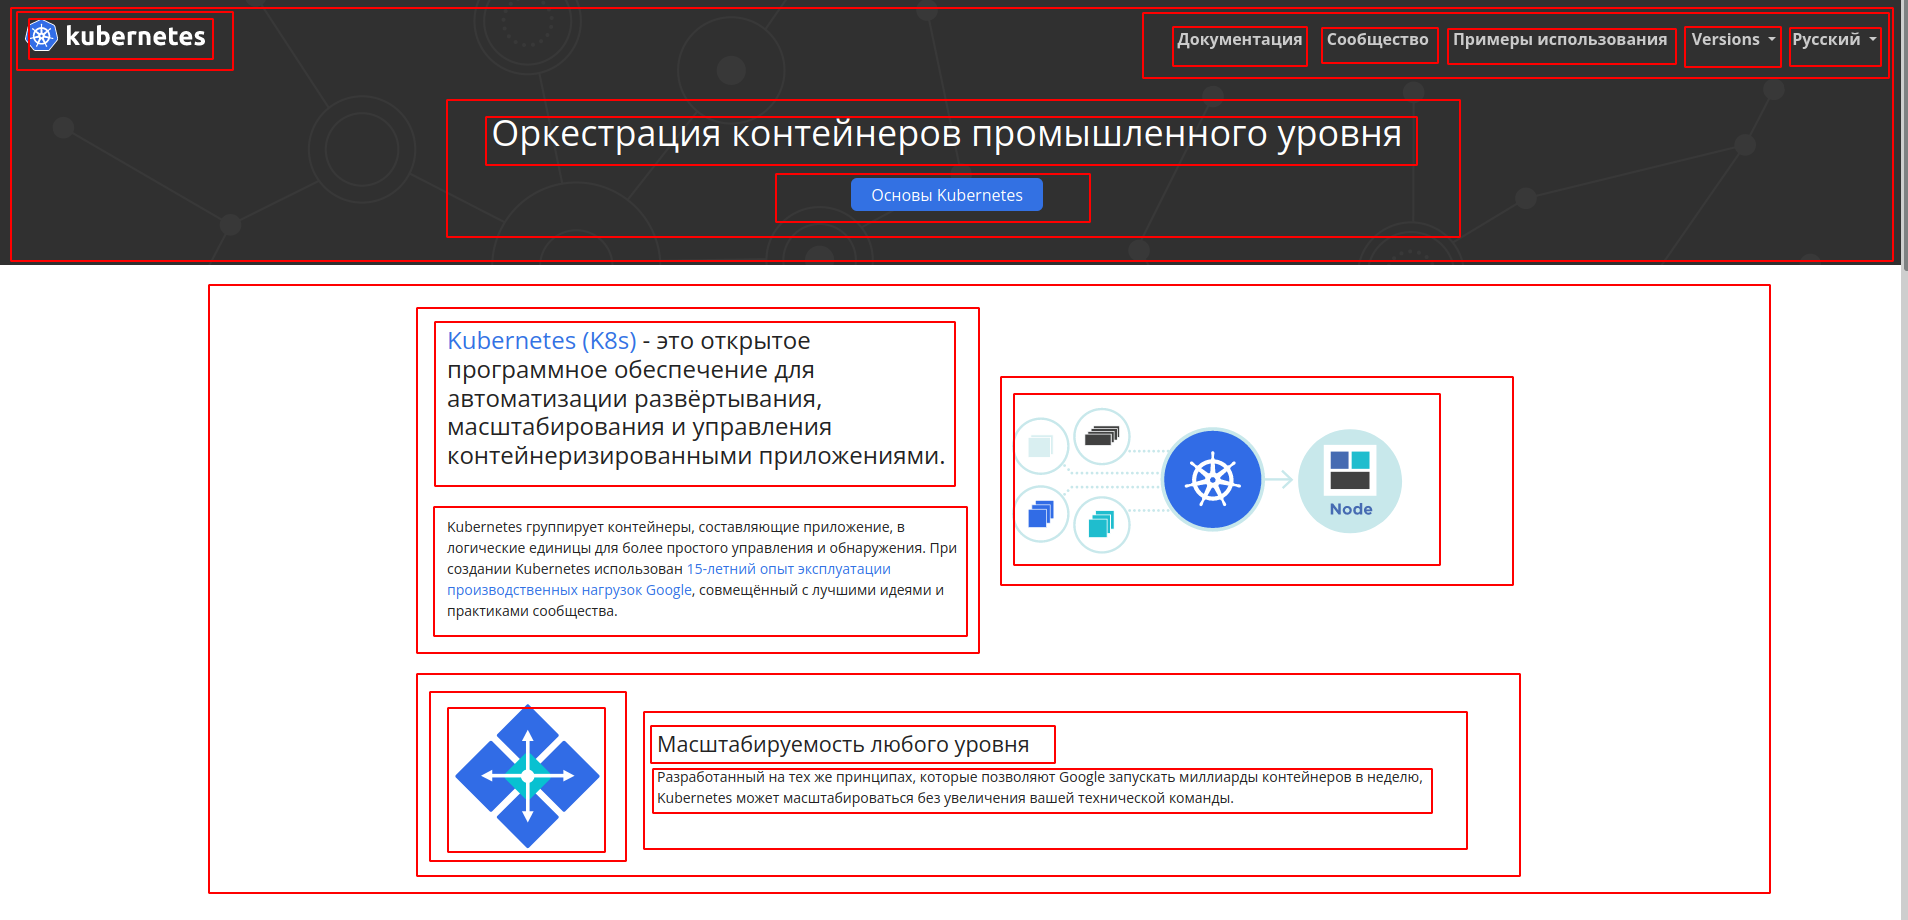 kubernetes
Документация Сообщество Примеры использования Versions Русский
Оркестрация контейнеров промышленного уровня
Основы Kubernetes
Kubernetes (K8s) - это открытое
программное обеспечение для
автоматизации развёртывания,
масштабирования и управления
контейнеризированными приложениями.
Kubernetes группирует контейнеры, составляющие приложение, в
логические единицы для более простого управления и обнаружения. При
создании Kubernetes использован 15-летний опыт эксплуатации
производственных нагрузок Google, совмещённый с лучшими идеями и
практиками сообщества.
Node
Масштабируемость любого уровня
Разработанный на тех же принципах, которые позволяют Google запускать миллиарды контейнеров в неделю,
Kubernetes может масштабироваться без увеличения вашей технической команды.